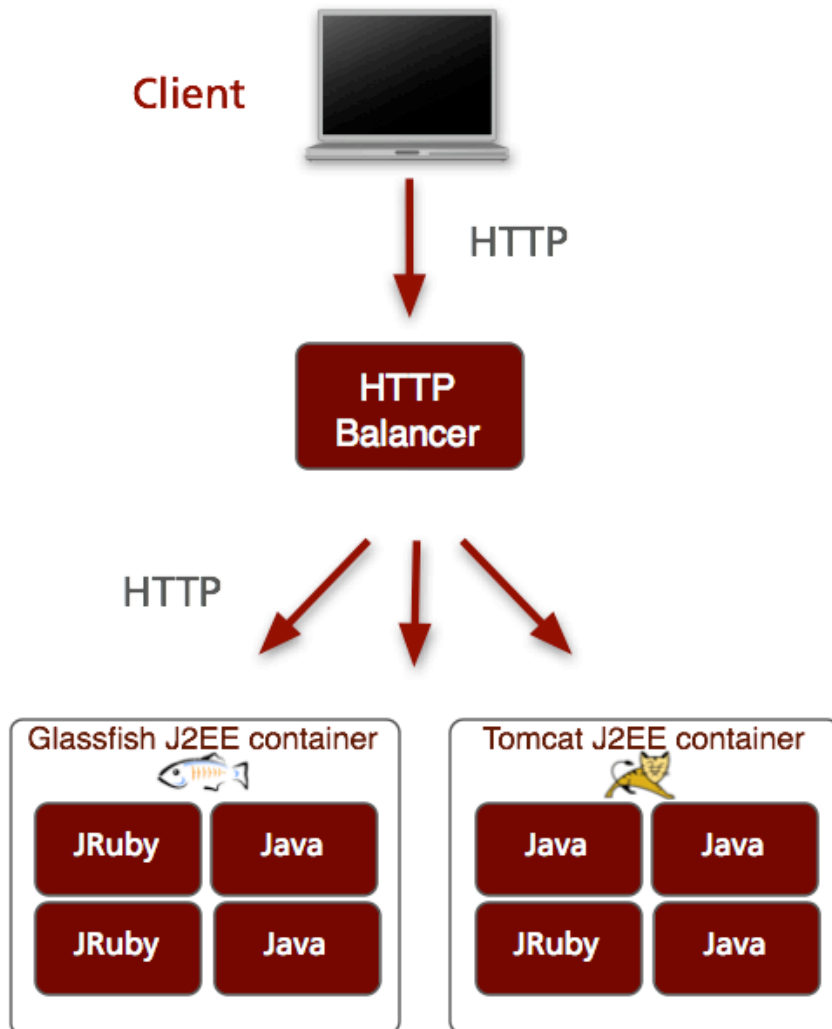 Client
HTTP
HTTP
Balancer
HTTP
Glassfish J2EE container
JRuby
Java
JRuby
Java
Tomcat J2EE container
Java
Java
JRuby
Java